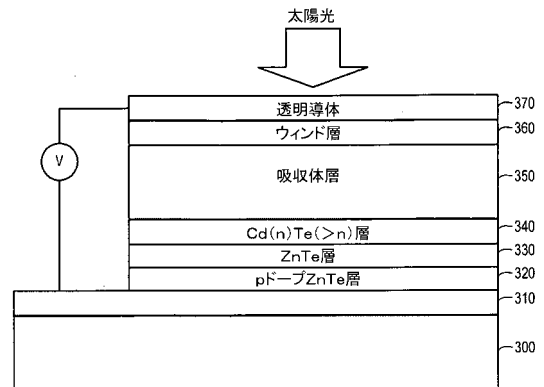 太陽光
透明導体
370
ウィンド層
360
V
吸収体層
350
Cd(n)Te(>n)層
340
ZnTe層
330
pドープZnTe層
320
310
300